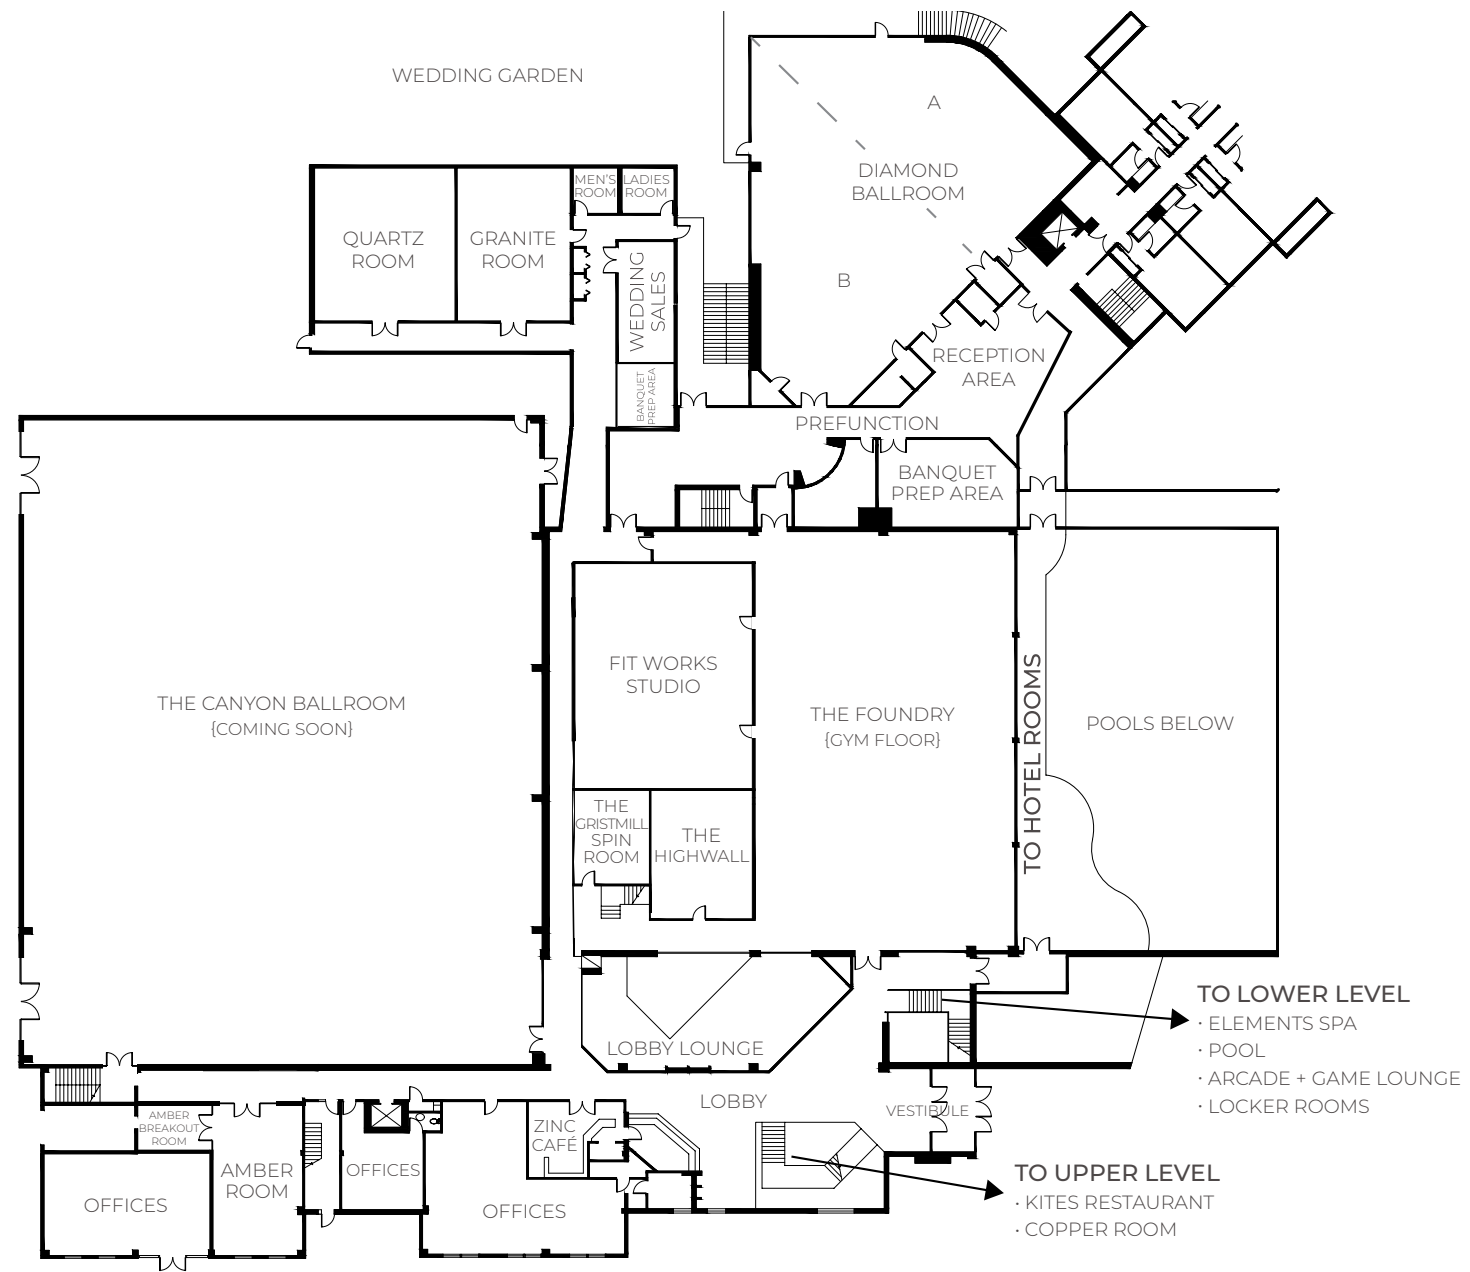 WEDDING GARDEN
A
DIAMOND
BALLROOM
B
MEN'S
ROOM
LADIES
ROOM
QUARTZ
ROOM
GRANITE
ROOM
WEDDING
SALES
BANQUET
PREP AREA
RECEPTION
AREA
PREFUNCTION
BANQUET
PREP AREA
THE CANYON BALLROOM
{COMING SOON}
FIT WORKS
STUDIO
THE FOUNDRY
{GYM FLOOR}
TO HOTEL ROOMS
POOLS BELOW
THE
GRISTMILL
SPIN
ROOM
THE
HIGHWALL
LOBBY LOUNGE
TO LOWER LEVEL
· ELEMENTS SPA
· POOL
· ARCADE + GAME LOUNGE
· LOCKER ROOMS
LOBBY
VESTIBULE
AMBER
BREAKOUT
ROOM
ZINC
CAFÉ
AMBER
ROOM
OFFICES
OFFICES
OFFICES
TO UPPER LEVEL
· KITES RESTAURANT
· COPPER ROOM